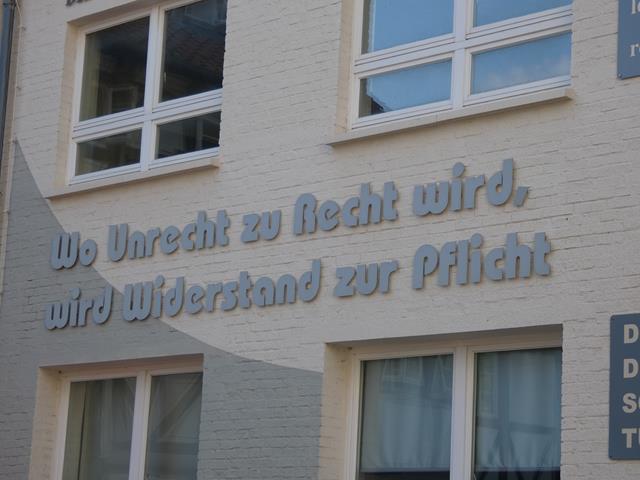 Wo Unrecht zu Recht wird,
wird Widerstand zur Pflicht